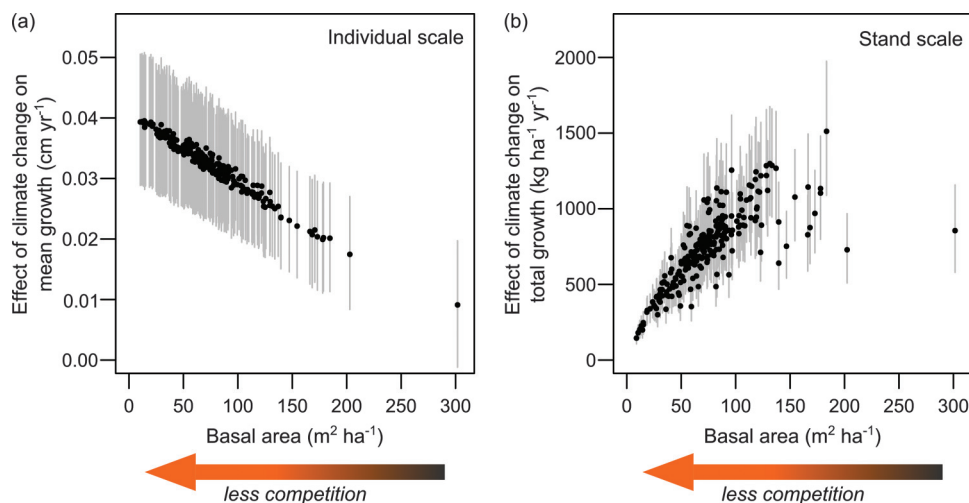 (a)
Individual scale
Effect of climate change on
mean growth (cm yr⁻¹)
0.05
0.04
0.03
0.02
0.01
0.00
0 50 100 150 200 250 300
Basal area (m² ha⁻¹)
less competition
(b)
Stand scale
Effect of climate change on
total growth (kg ha⁻¹ yr⁻¹)
2000
1500
1000
500
0
0 50 100 150 200 250 300
Basal area (m² ha⁻¹)
less competition